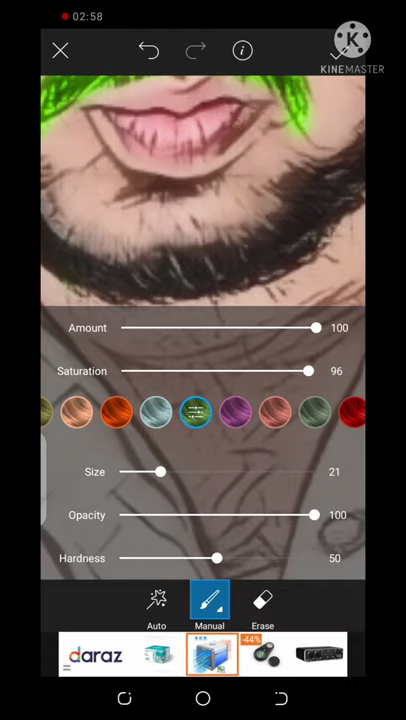 02:58
KINEMASTER
Amount 100
Saturation 96
Size 21
Opacity 100
Hardness 50
Auto Manual Erase
daraz
-44%